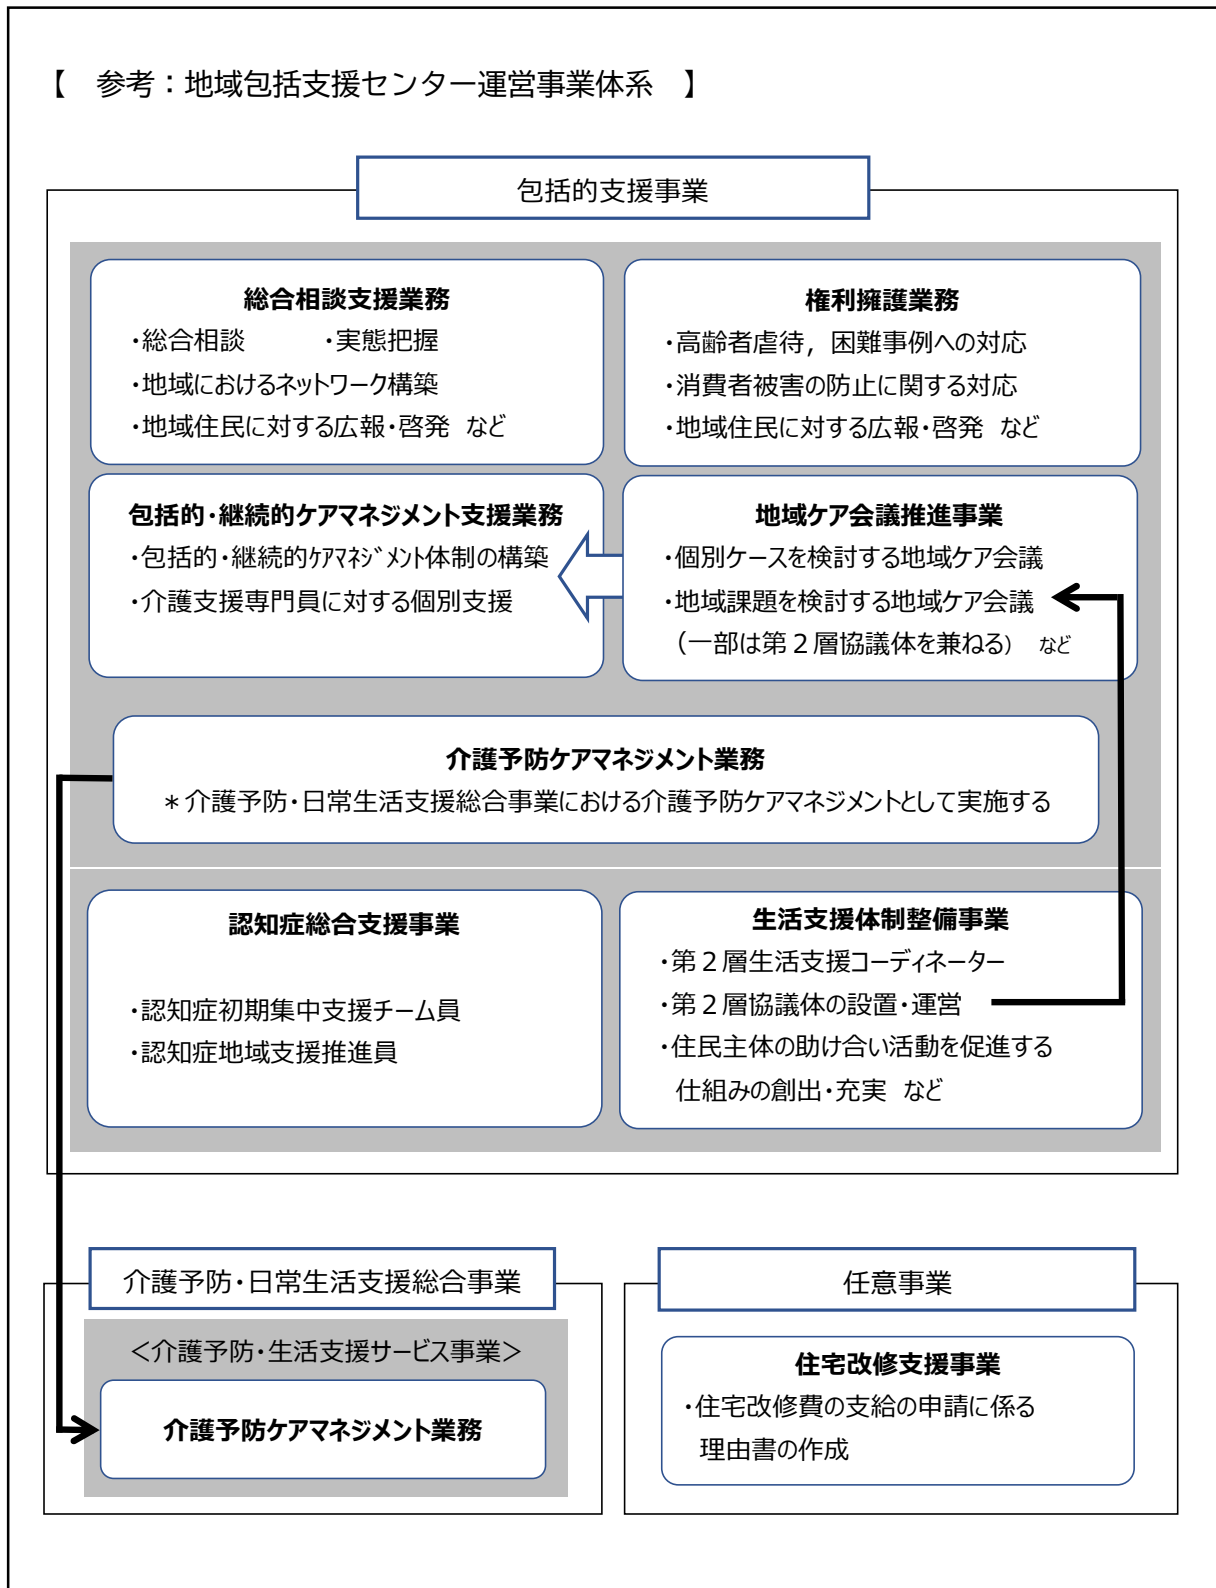 【　参考：地域包括支援センター運営事業体系　】
包括的支援事業
総合相談支援業務
・総合相談　　　・実態把握
・地域におけるネットワーク構築
・地域住民に対する広報・啓発　など
権利擁護業務
・高齢者虐待，困難事例への対応
・消費者被害の防止に関する対応
・地域住民に対する広報・啓発　など
包括的・継続的ケアマネジメント支援業務
・包括的・継続的ｹｱﾏﾈｼﾞﾒﾝﾄ体制の構築
・介護支援専門員に対する個別支援
地域ケア会議推進事業
・個別ケースを検討する地域ケア会議
・地域課題を検討する地域ケア会議
（一部は第２層協議体を兼ねる）　など
介護予防ケアマネジメント業務
＊介護予防・日常生活支援総合事業における介護予防ケアマネジメントとして実施する
認知症総合支援事業
・認知症初期集中支援チーム員
・認知症地域支援推進員
生活支援体制整備事業
・第２層生活支援コーディネーター
・第２層協議体の設置・運営
・住民主体の助け合い活動を促進する
仕組みの創出・充実　など
介護予防・日常生活支援総合事業
＜介護予防・生活支援サービス事業＞
介護予防ケアマネジメント業務
任意事業
住宅改修支援事業
・住宅改修費の支給の申請に係る
理由書の作成